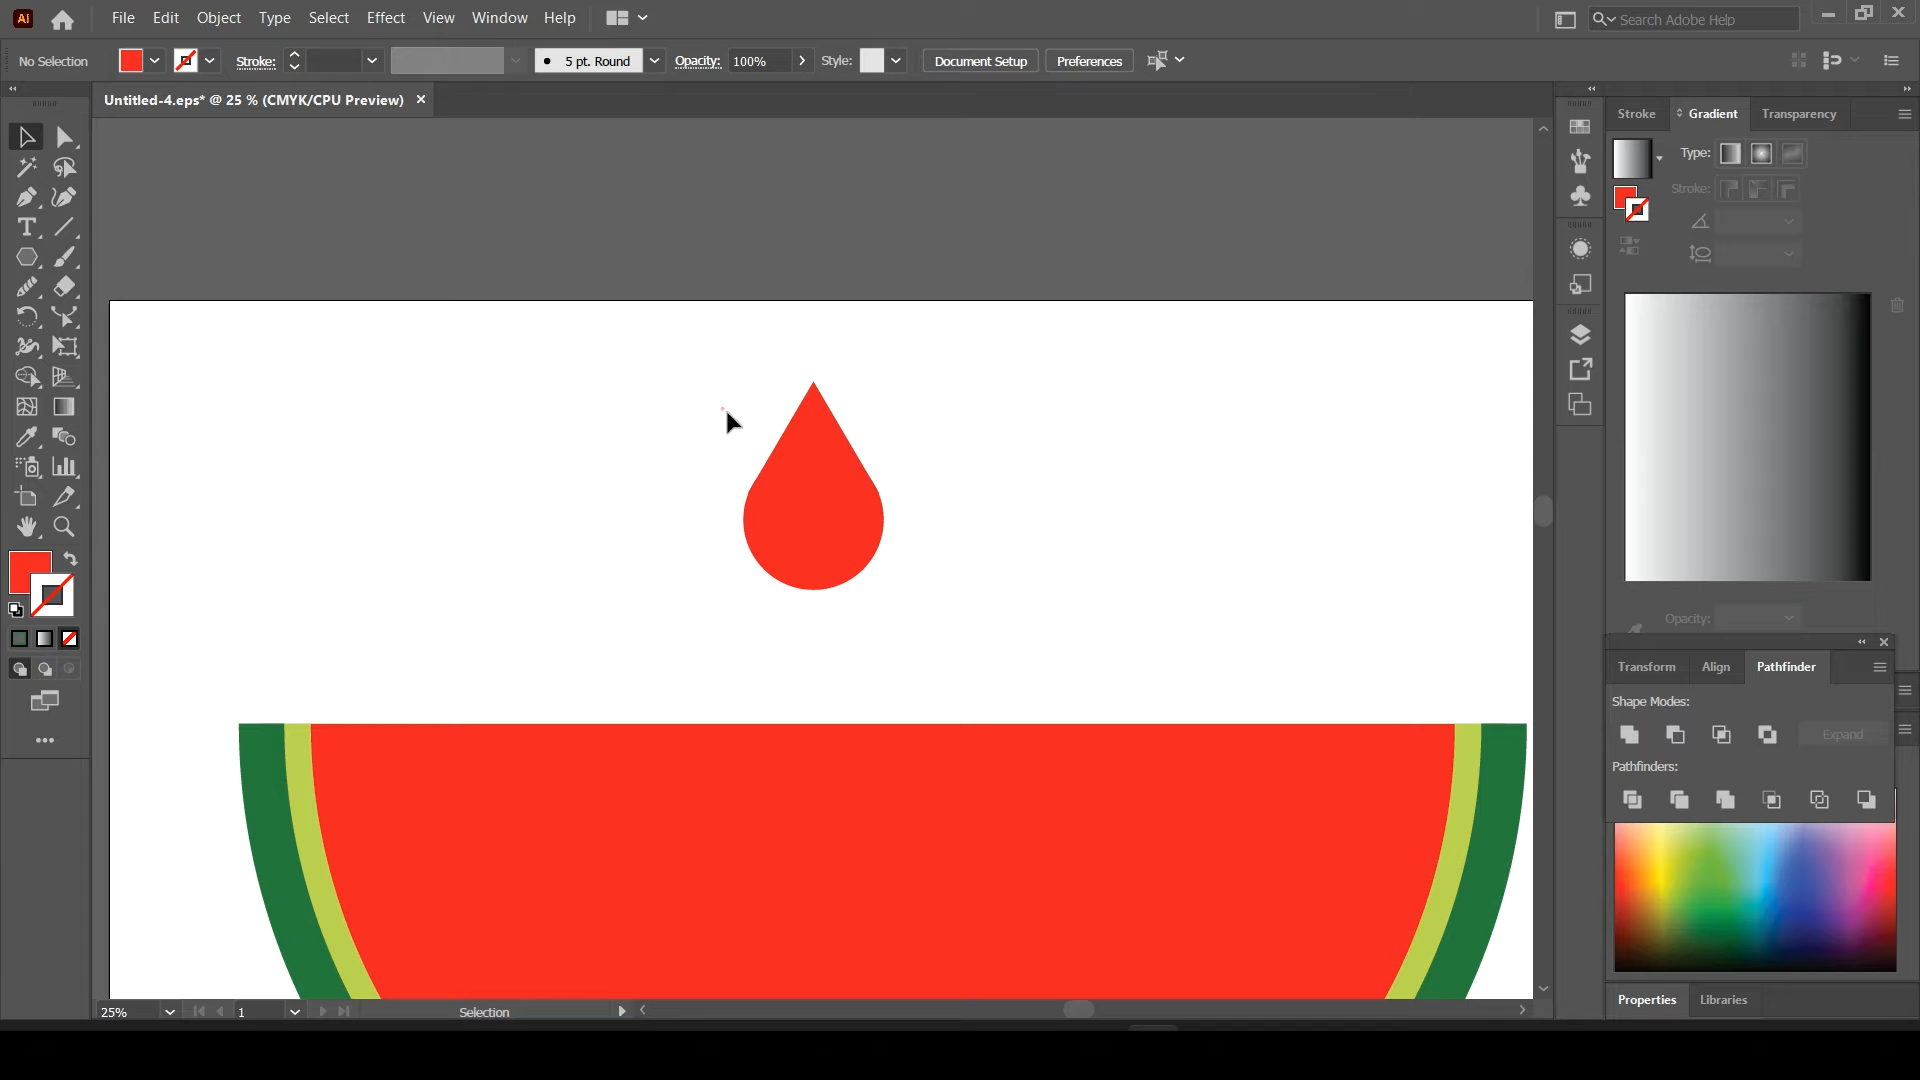 Ai File Edit Object Type Select Effect View Window Help Search Adobe Help
No Selection Stroke: 5 pt. Round Opacity: 100% Style: Document Setup Preferences
Untitled-4.eps* @ 25 % (CMYK/CPU Preview) ×
Stroke Gradient Transparency
Type:
Stroke:
Opacity:
Transform Align Pathfinder
Shape Modes:
Expand
Pathfinders:
Properties Libraries
25% 1 Selection